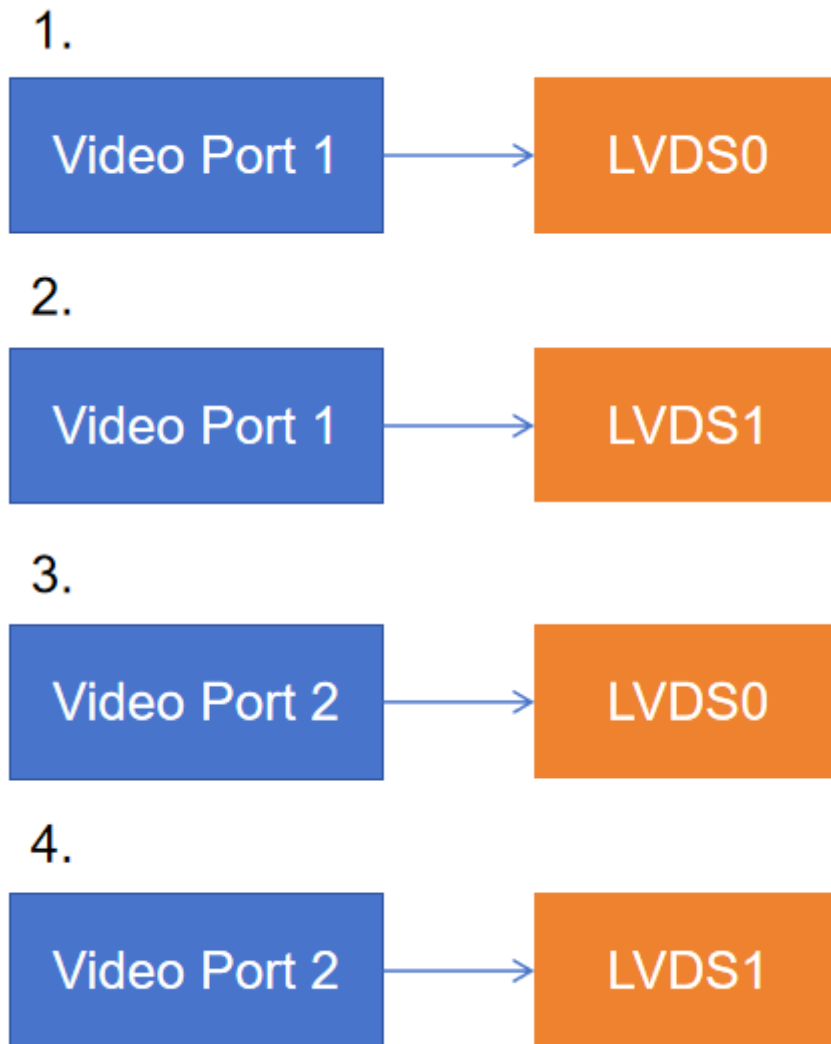 1.
Video Port 1
LVDS0
2.
Video Port 1
LVDS1
3.
Video Port 2
LVDS0
4.
Video Port 2
LVDS1